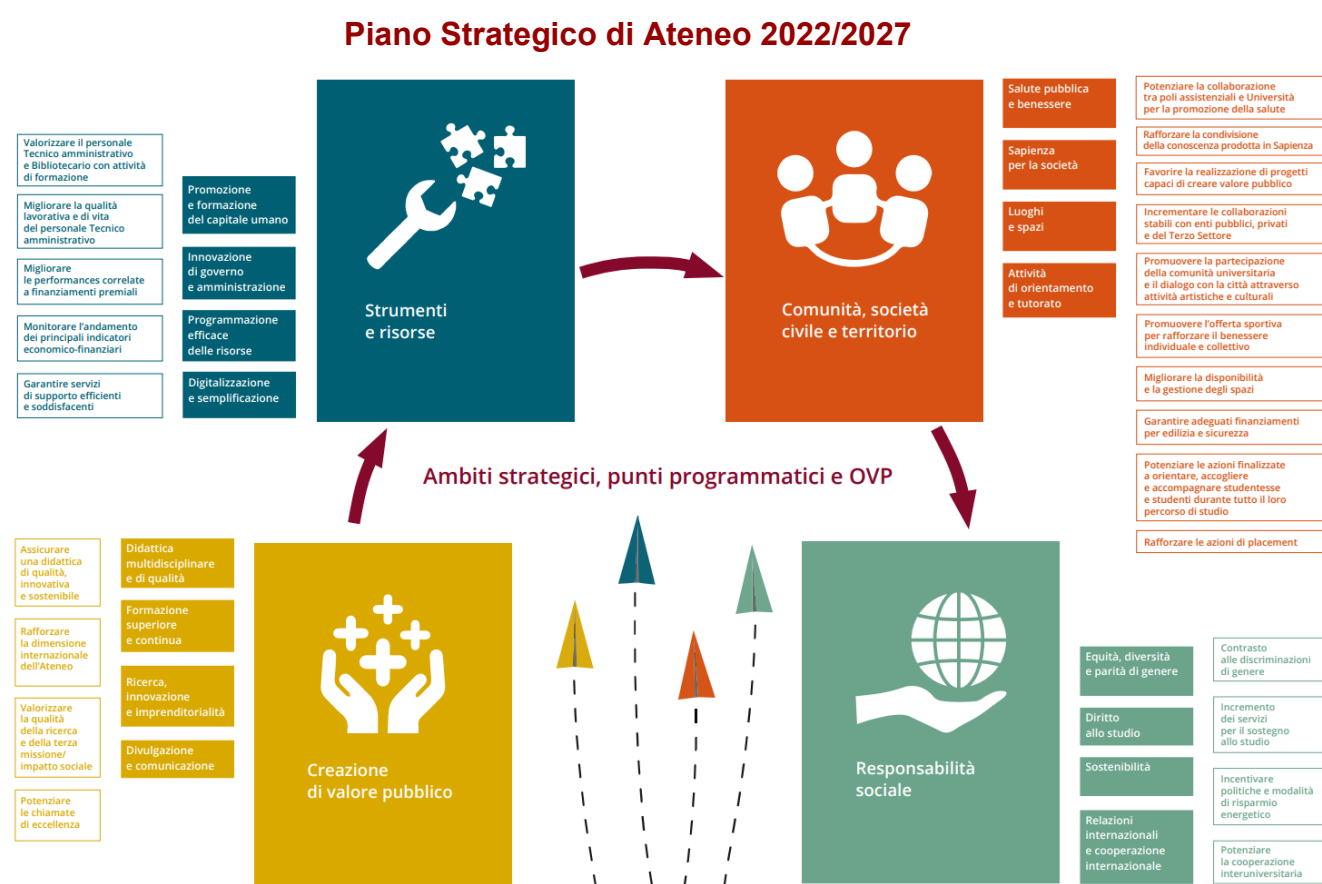 Piano Strategico di Ateneo 2022/2027
Valorizzare il personale
Tecnico amministrativo
e Bibliotecario con attività
di formazione
Migliorare la qualità
lavorativa e di vita
del personale Tecnico
amministrativo
Migliorare
le performances correlate
a finanziamenti premiali
Monitorare l'andamento
dei principali indicatori
economico-finanziari
Garantire servizi
di supporto efficienti
e soddisfacenti
Promozione
e formazione
del capitale umano
Innovazione
di governo
e amministrazione
Programmazione
efficace
delle risorse
Digitalizzazione
e semplificazione
Strumenti
e risorse
Comunità, società
civile e territorio
Salute pubblica
e benessere
Sapienza
per la società
Luoghi
e spazi
Attività
di orientamento
e tutorato
Potenziare la collaborazione
tra poli assistenziali e Università
per la promozione della salute
Rafforzare la condivisione
della conoscenza prodotta in Sapienza
Favorire la realizzazione di progetti
capaci di creare valore pubblico
Incrementare le collaborazioni
stabili con enti pubblici, privati
e del Terzo Settore
Promuovere la partecipazione
della comunità universitaria
e il dialogo con la città attraverso
attività artistiche e culturali
Promuovere l'offerta sportiva
per rafforzare il benessere
individuale e collettivo
Migliorare la disponibilità
e la gestione degli spazi
Garantire adeguati finanziamenti
per edilizia e sicurezza
Potenziare le azioni finalizzate
a orientare, accogliere
e accompagnare studentesse
e studenti durante tutto il loro
percorso di studio
Rafforzare le azioni di placement
Ambiti strategici, punti programmatici e OVP
Assicurare
una didattica
di qualità,
innovativa
e sostenibile
Rafforzare
la dimensione
internazionale
dell'Ateneo
Valorizzare
la qualità
della ricerca
e della terza
missione/
impatto sociale
Potenziare
le chiamate
di eccellenza
Didattica
multidisciplinare
e di qualità
Formazione
superiore
e continua
Ricerca,
innovazione
e imprenditorialità
Divulgazione
e comunicazione
Creazione
di valore pubblico
Responsabilità
sociale
Equità, diversità
e parità di genere
Diritto
allo studio
Sostenibilità
Relazioni
internazionali
e cooperazione
internazionale
Contrasto
alle discriminazioni
di genere
Incremento
dei servizi
per il sostegno
allo studio
Incentivare
politiche e modalità
di risparmio
energetico
Potenziare
la cooperazione
interuniversitaria